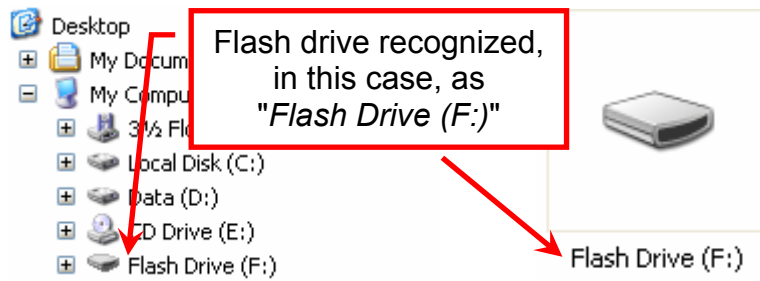 Desktop
My Docum
My Compu
3½ Flo
Local Disk (C:)
Data (D:)
CD Drive (E:)
Flash Drive (F:)
Flash drive recognized,
in this case, as
"Flash Drive (F:)"
Flash Drive (F:)